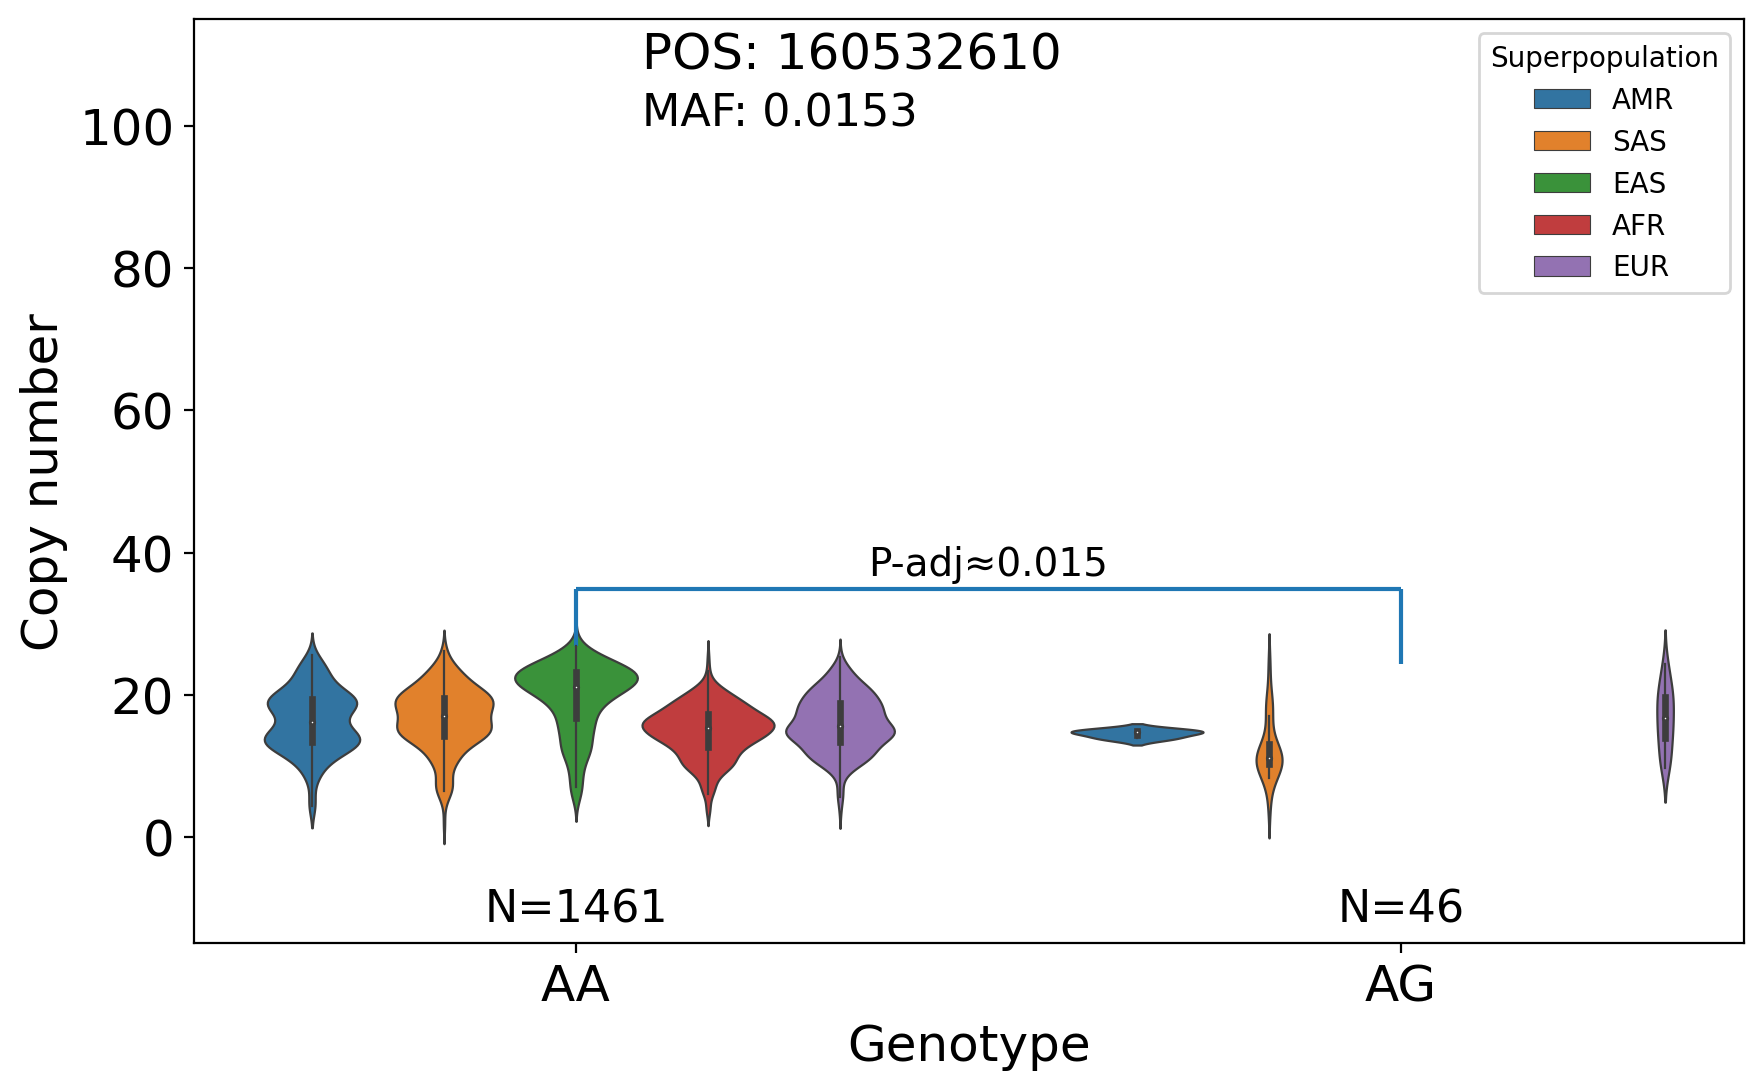 POS: 160532610
MAF: 0.0153
Superpopulation
AMR
SAS
EAS
AFR
EUR
Copy number
100
80
60
40
20
0
P-adj≈0.015
N=1461
N=46
AA
AG
Genotype